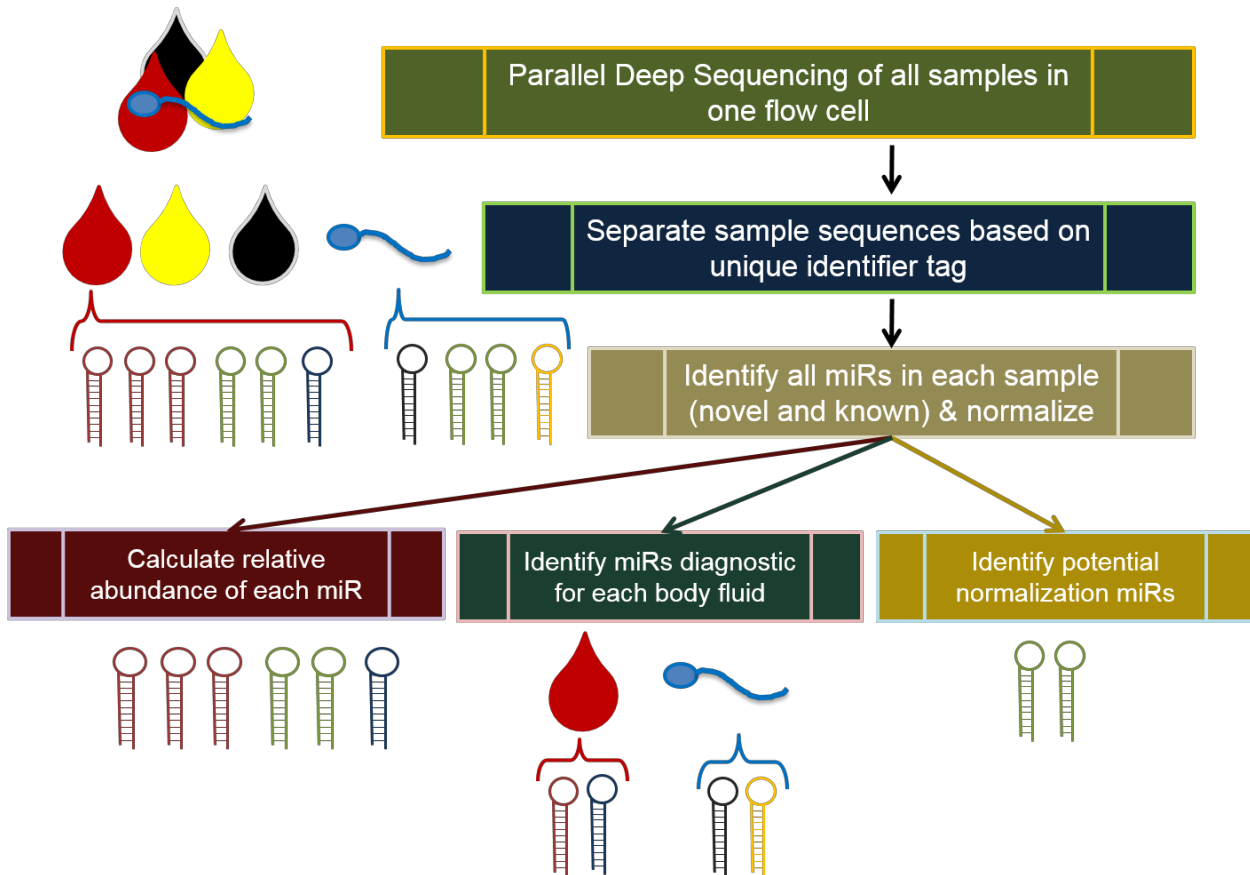 Parallel Deep Sequencing of all samples in
one flow cell
Separate sample sequences based on
unique identifier tag
Identify all miRs in each sample
(novel and known) & normalize
Calculate relative
abundance of each miR
Identify miRs diagnostic
for each body fluid
Identify potential
normalization miRs